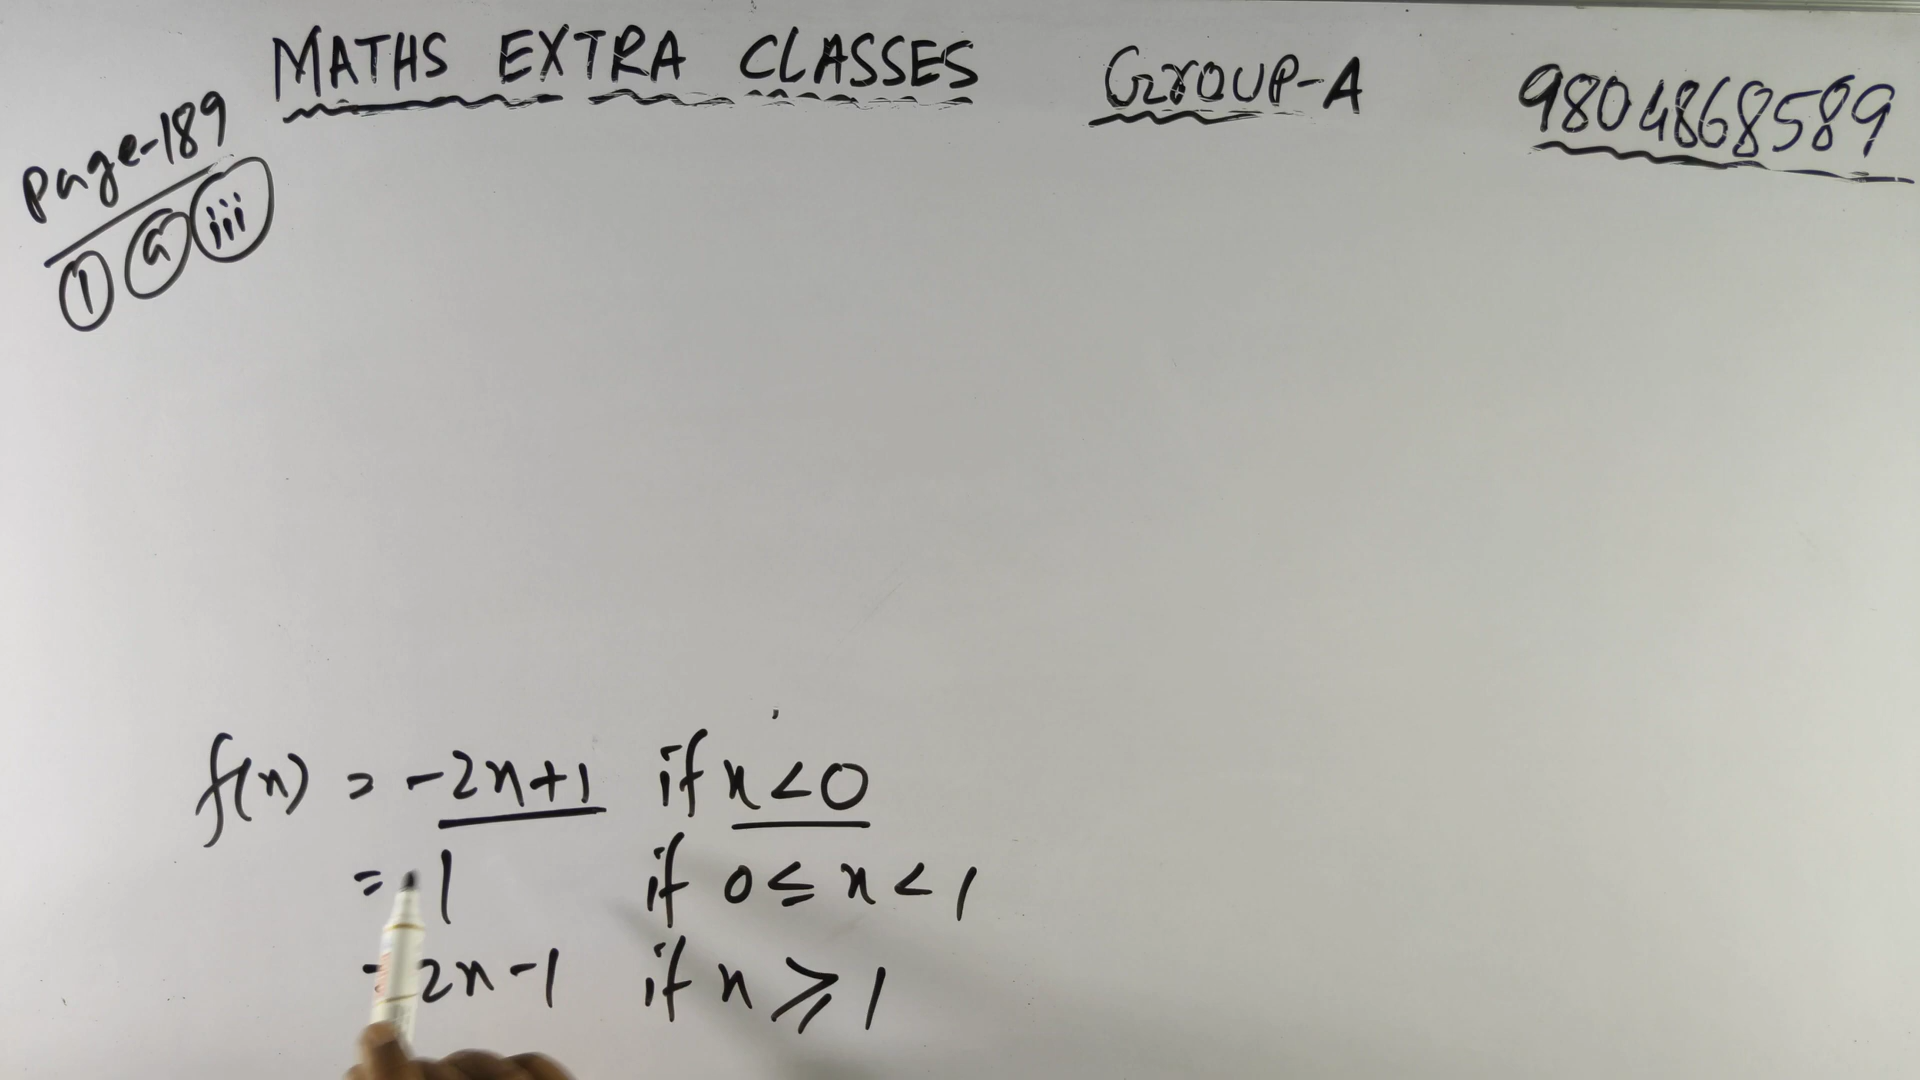 MATHS EXTRA CLASSES GROUP-A 9804868589
Page-189
1 a iii
f(x) = -2x+1 if x<0
= 1 if 0 ≤ x < 1
= 2x-1 if x ⩾ 1